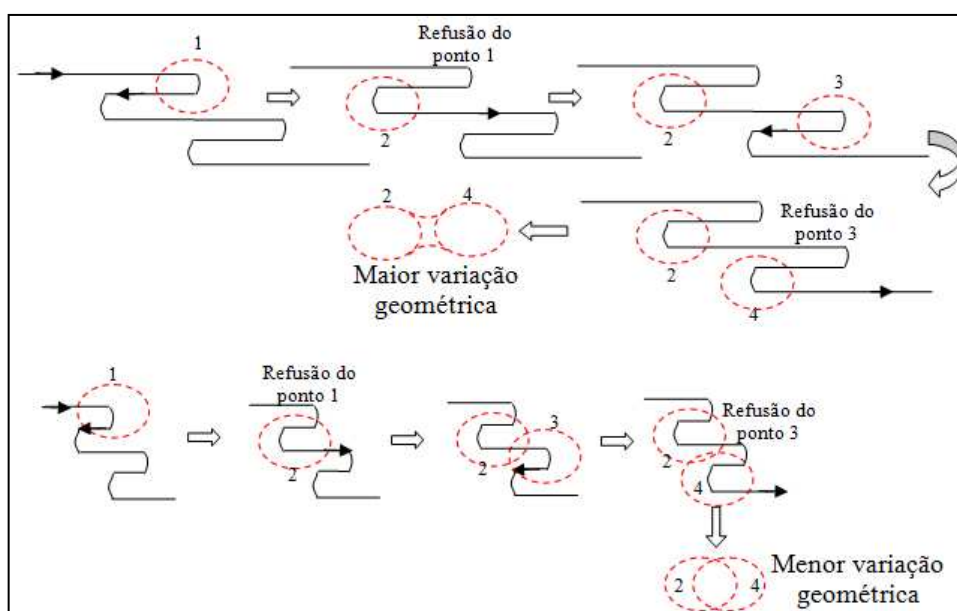 1
Refusão do
ponto 1
2
2
3
2
4
Refusão do
ponto 3
2
4
Maior variação
geométrica
1
Refusão do
ponto 1
2
2
3
2
4
Refusão do
ponto 3
2
4
Menor variação
geométrica